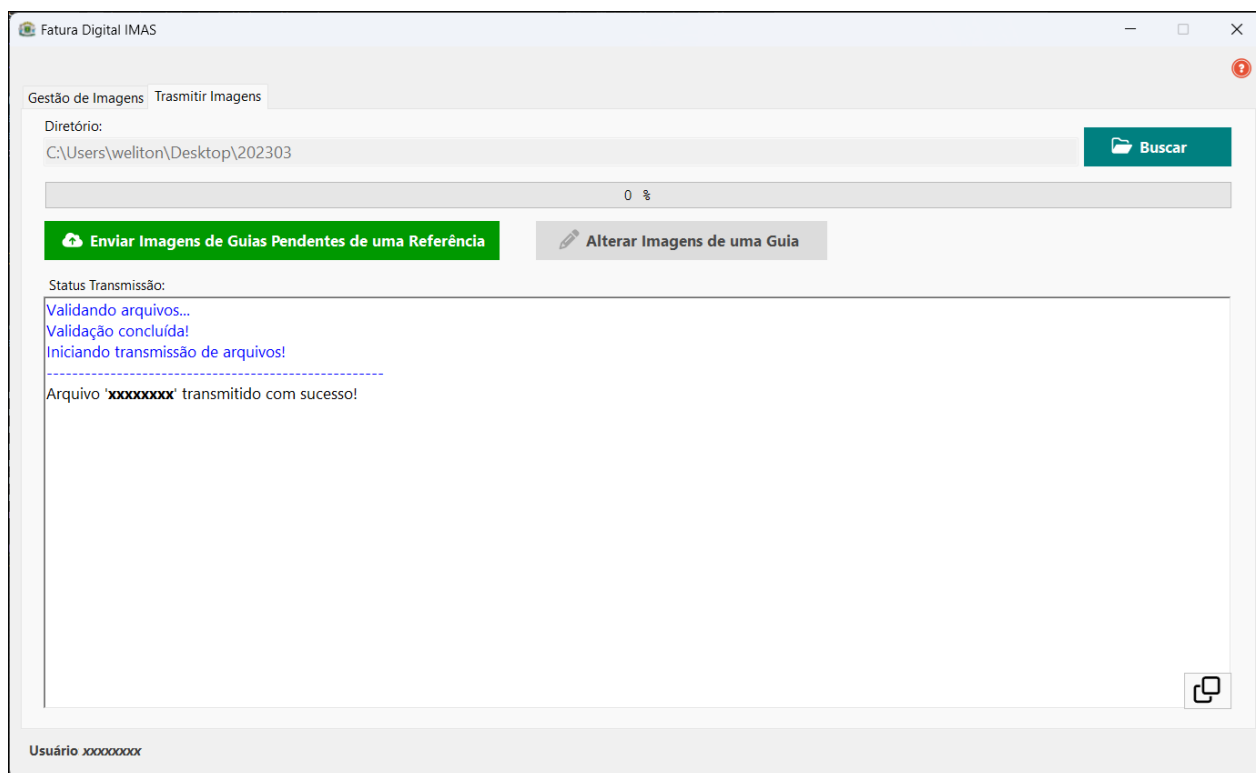 Fatura Digital IMAS
Gestão de Imagens Trasmitir Imagens
Diretório:
C:\Users\weliton\Desktop\202303
Buscar
0 %
Enviar Imagens de Guias Pendentes de uma Referência
Alterar Imagens de uma Guia
Status Transmissão:
Validando arquivos...
Validação concluída!
Iniciando transmissão de arquivos!
-----------------------------------------------------
Arquivo 'xxxxxxxx' transmitido com sucesso!
Usuário xxxxxxxx